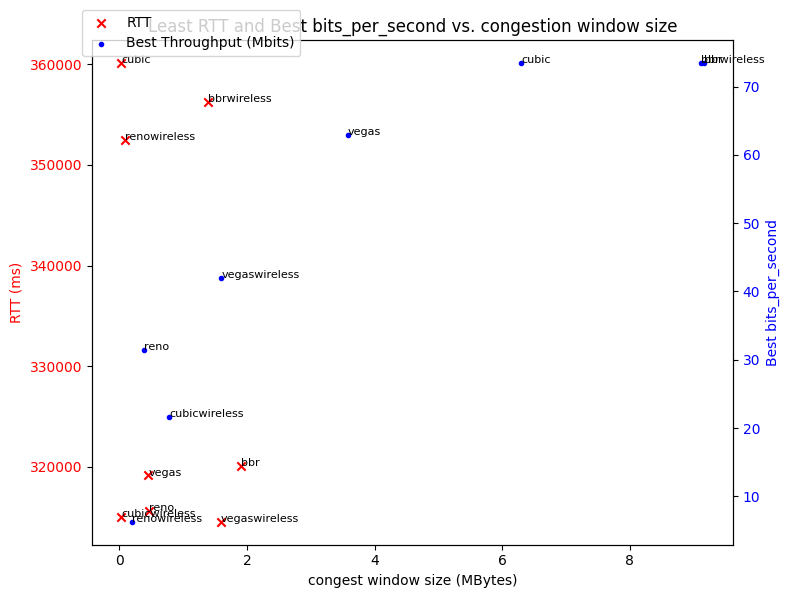 Least RTT and Best bits_per_second vs. congestion window size
RTT
Best Throughput (Mbits)
360000
350000
340000
330000
320000
RTT (ms)
70
60
50
40
30
20
10
Best bits_per_second
cubic
cubic
bbr
bbrwireless
bbrwireless
renowireless
vegas
vegaswireless
reno
cubicwireless
bbr
vegas
reno
cubicwireless
renowireless
vegaswireless
0
2
4
6
8
congest window size (MBytes)